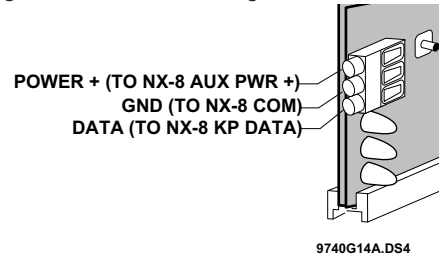 POWER + (TO NX-8 AUX PWR +)
GND (TO NX-8 COM)
DATA (TO NX-8 KP DATA)
9740G14A.DS4